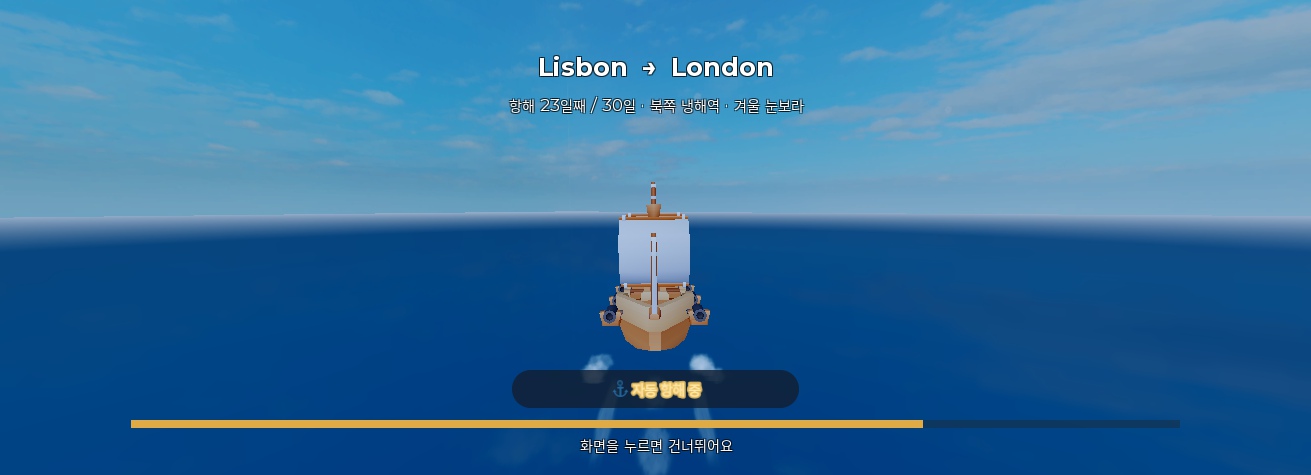 Lisbon → London
항해 23일째 / 30일 · 북쪽 냉해역 · 겨울 눈보라
⚓ 자동 항해 중
화면을 누르면 건너뛰어요